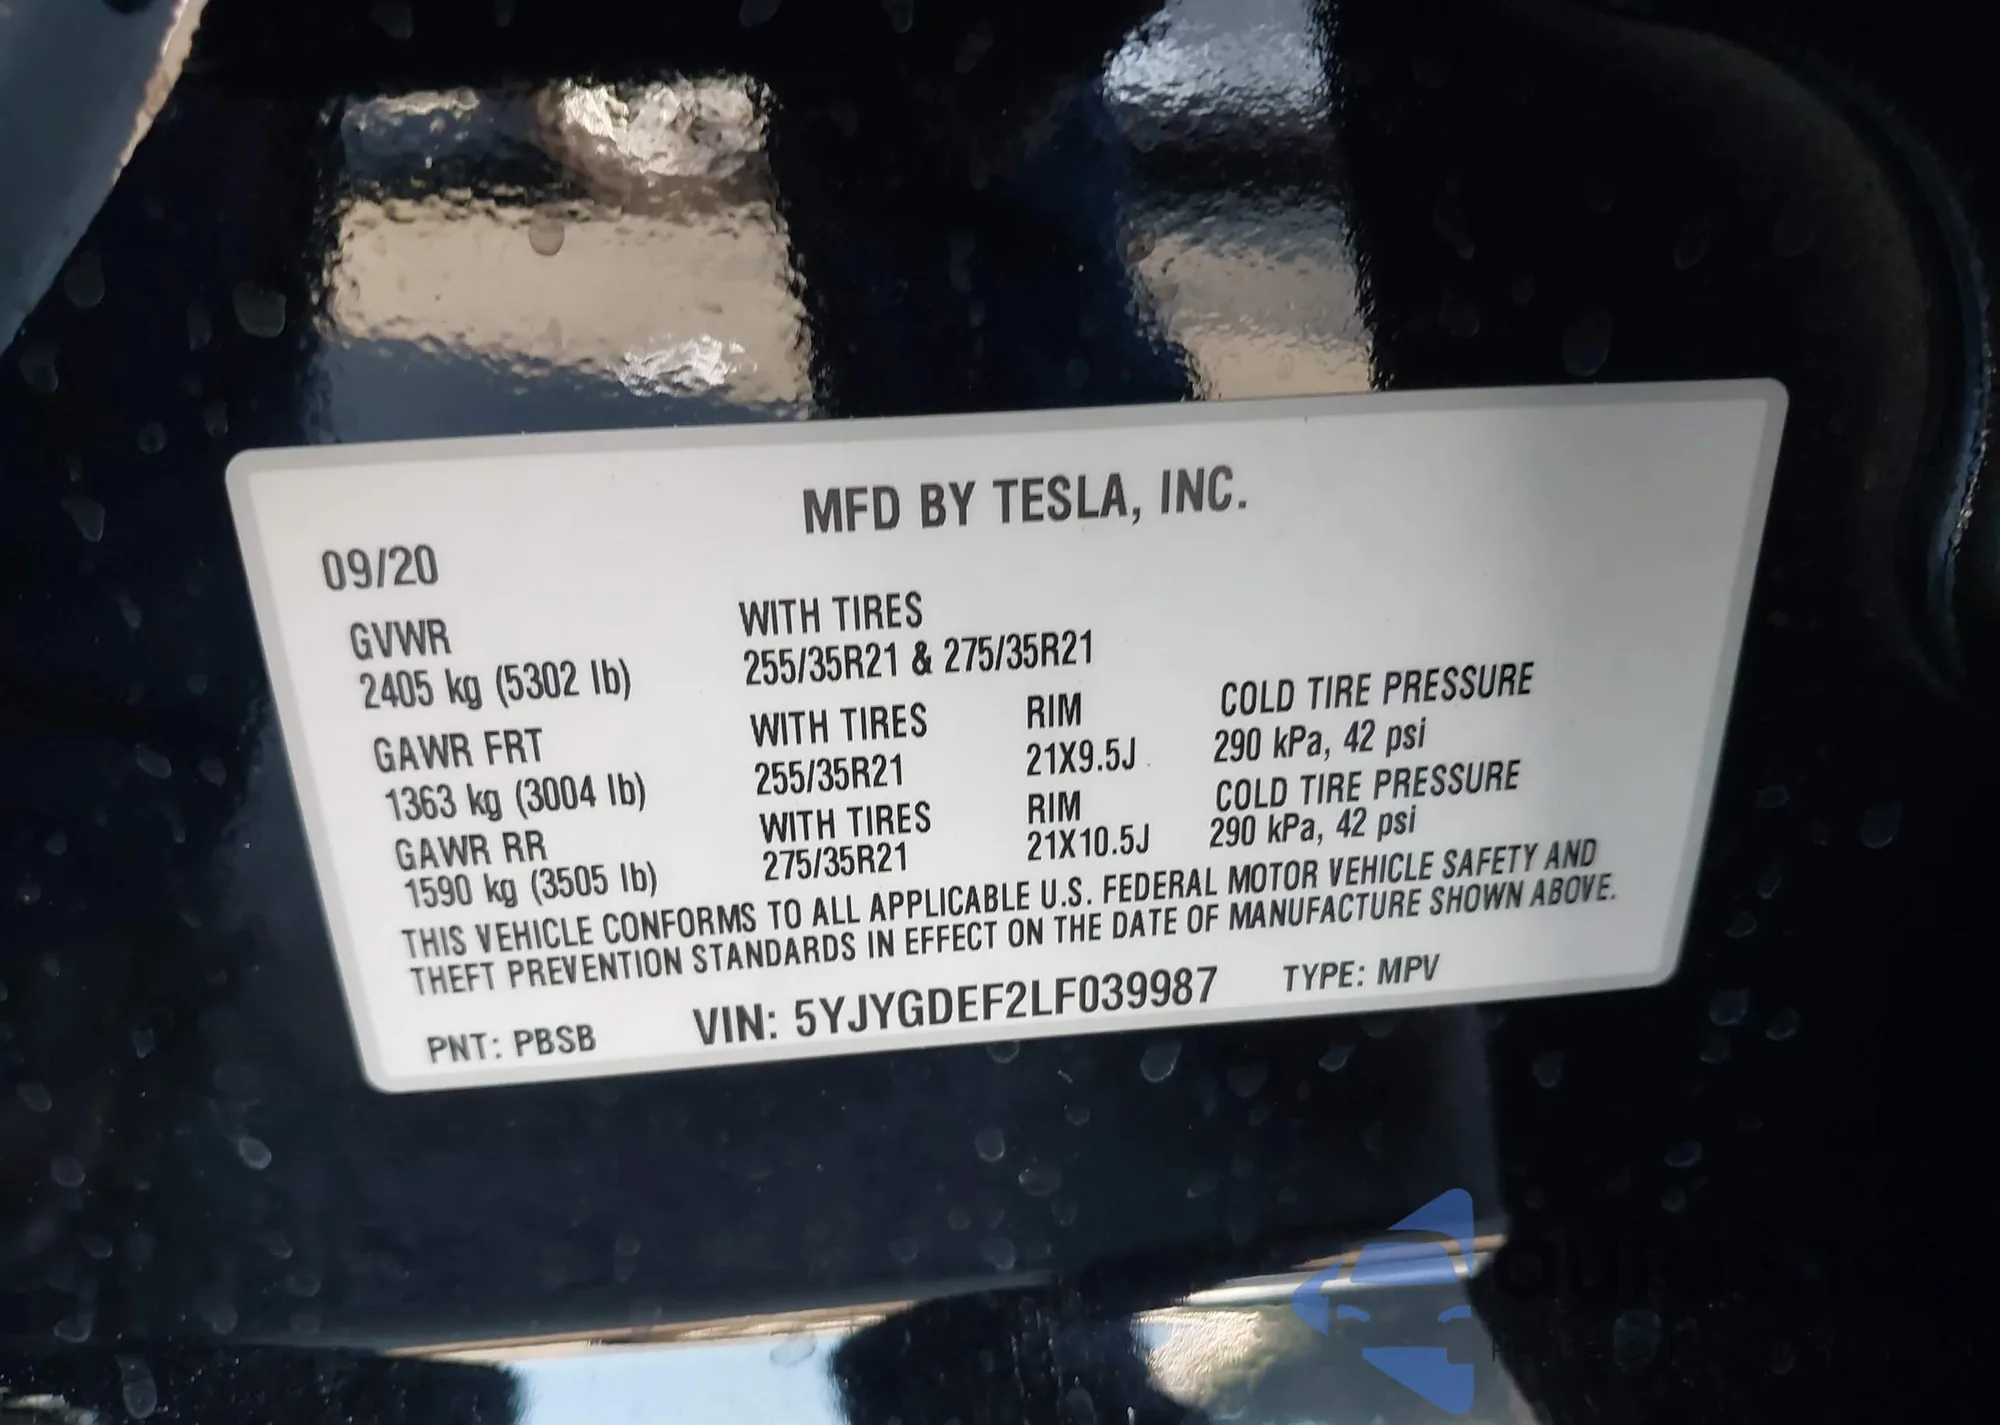 MFD BY TESLA, INC.
09/20
GVWR WITH TIRES
2405 kg (5302 lb) 255/35R21 & 275/35R21
GAWR FRT WITH TIRES RIM COLD TIRE PRESSURE
1363 kg (3004 lb) 255/35R21 21X9.5J 290 kPa, 42 psi
GAWR RR WITH TIRES RIM COLD TIRE PRESSURE
1590 kg (3505 lb) 275/35R21 21X10.5J 290 kPa, 42 psi
THIS VEHICLE CONFORMS TO ALL APPLICABLE U.S. FEDERAL MOTOR VEHICLE SAFETY AND
THEFT PREVENTION STANDARDS IN EFFECT ON THE DATE OF MANUFACTURE SHOWN ABOVE.
PNT: PBSB VIN: 5YJYGDEF2LF039987 TYPE: MPV